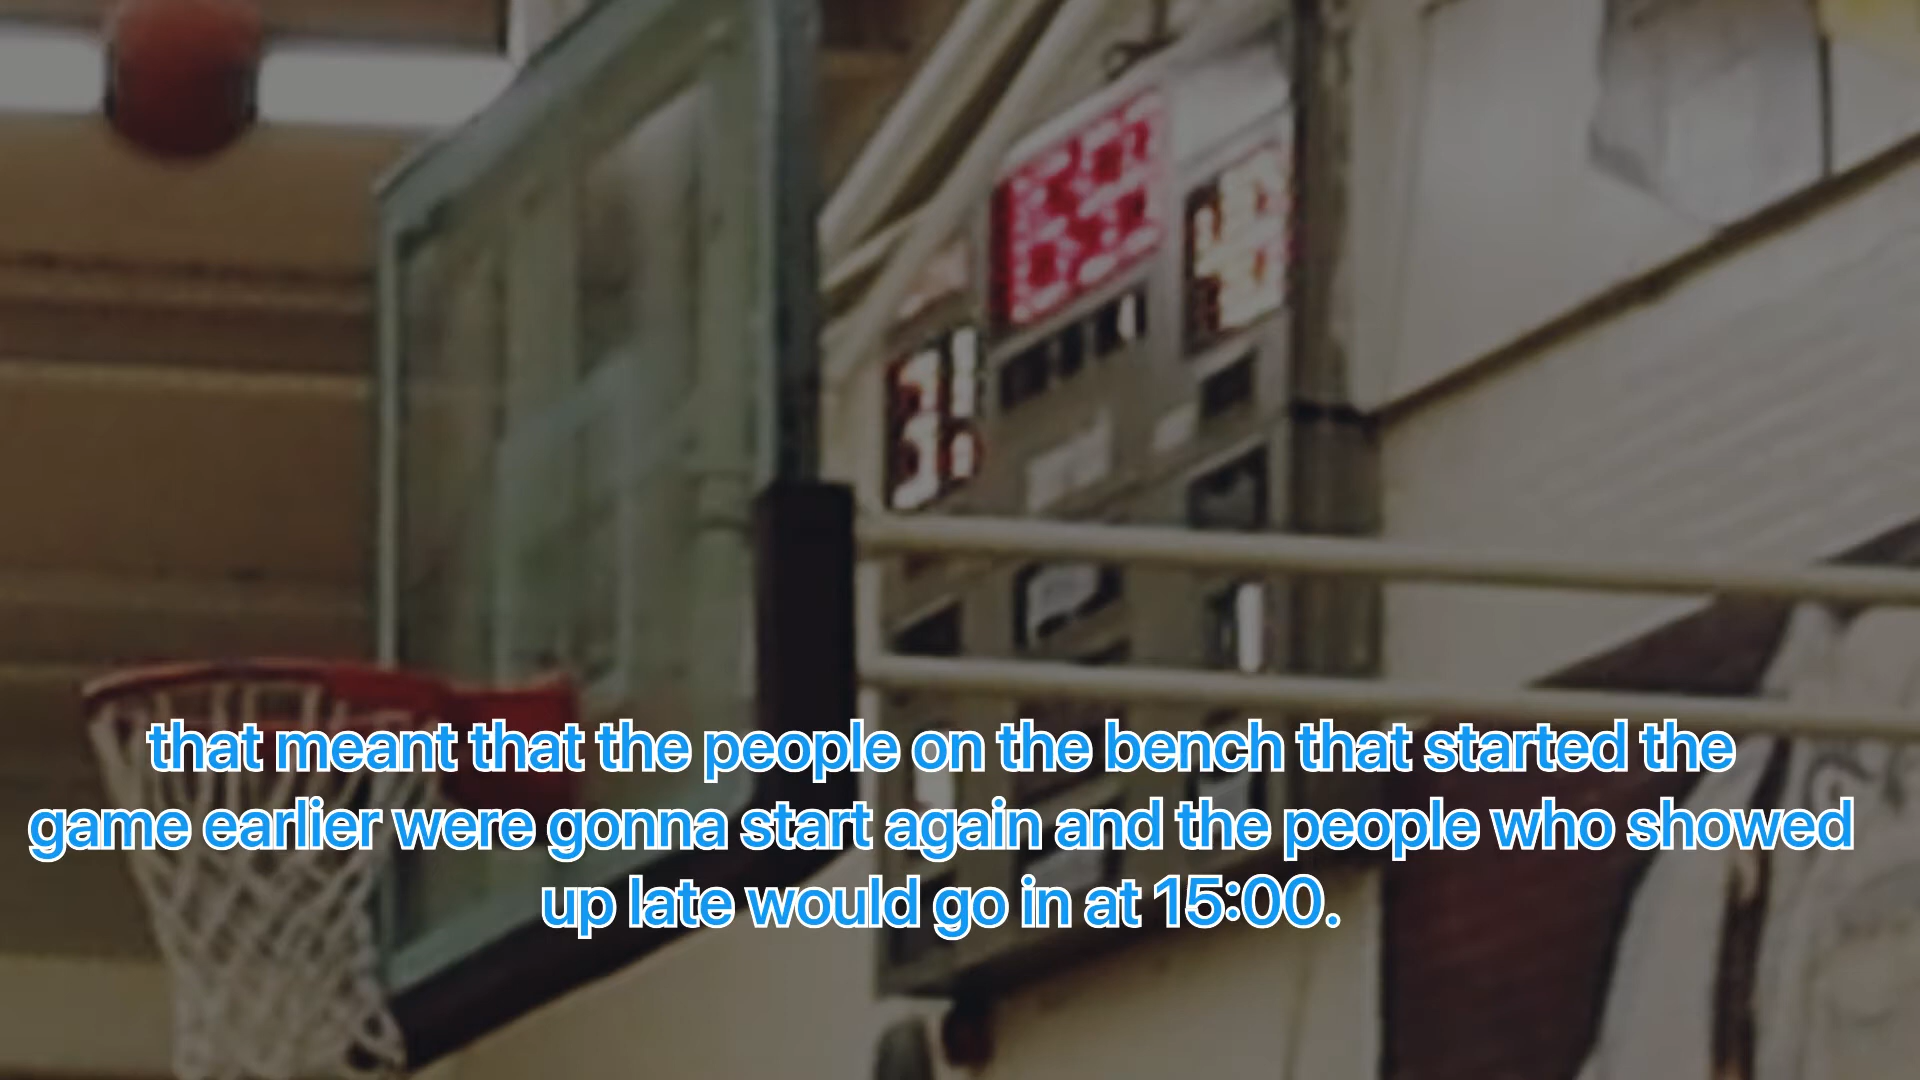 that meant that the people on the bench that started the
game earlier were gonna start again and the people who showed
up late would go in at 15:00.